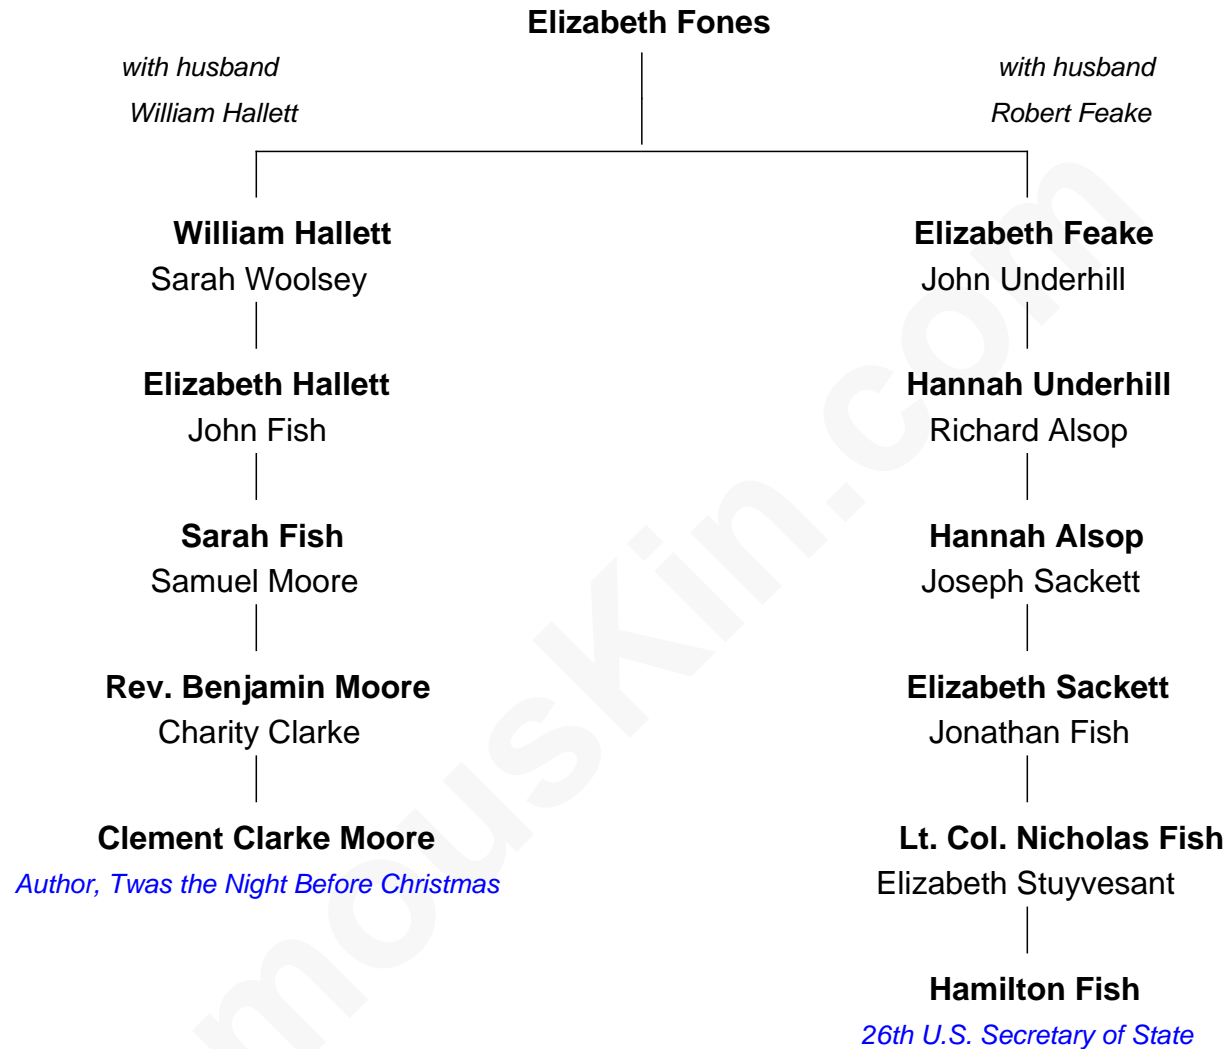 Elizabeth Fones
with husband
William Hallett
with husband
Robert Feake
William Hallett
Sarah Woolsey
Elizabeth Hallett
John Fish
Sarah Fish
Samuel Moore
Rev. Benjamin Moore
Charity Clarke
Clement Clarke Moore
Author, Twas the Night Before Christmas
Elizabeth Feake
John Underhill
Hannah Underhill
Richard Alsop
Hannah Alsop
Joseph Sackett
Elizabeth Sackett
Jonathan Fish
Lt. Col. Nicholas Fish
Elizabeth Stuyvesant
Hamilton Fish
26th U.S. Secretary of State
mousKin.com